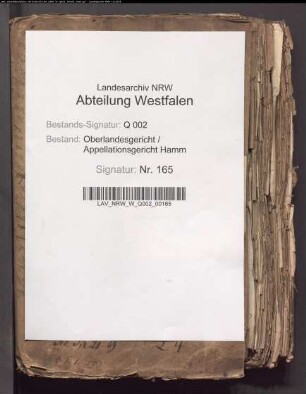 Landesarchiv NRW
Abteilung Westfalen
Bestands-Signatur: Q 002
Bestand: Oberlandesgericht /
Appellationsgericht Hamm
Signatur: Nr. 165
LAV_NRW_W_Q002_00165